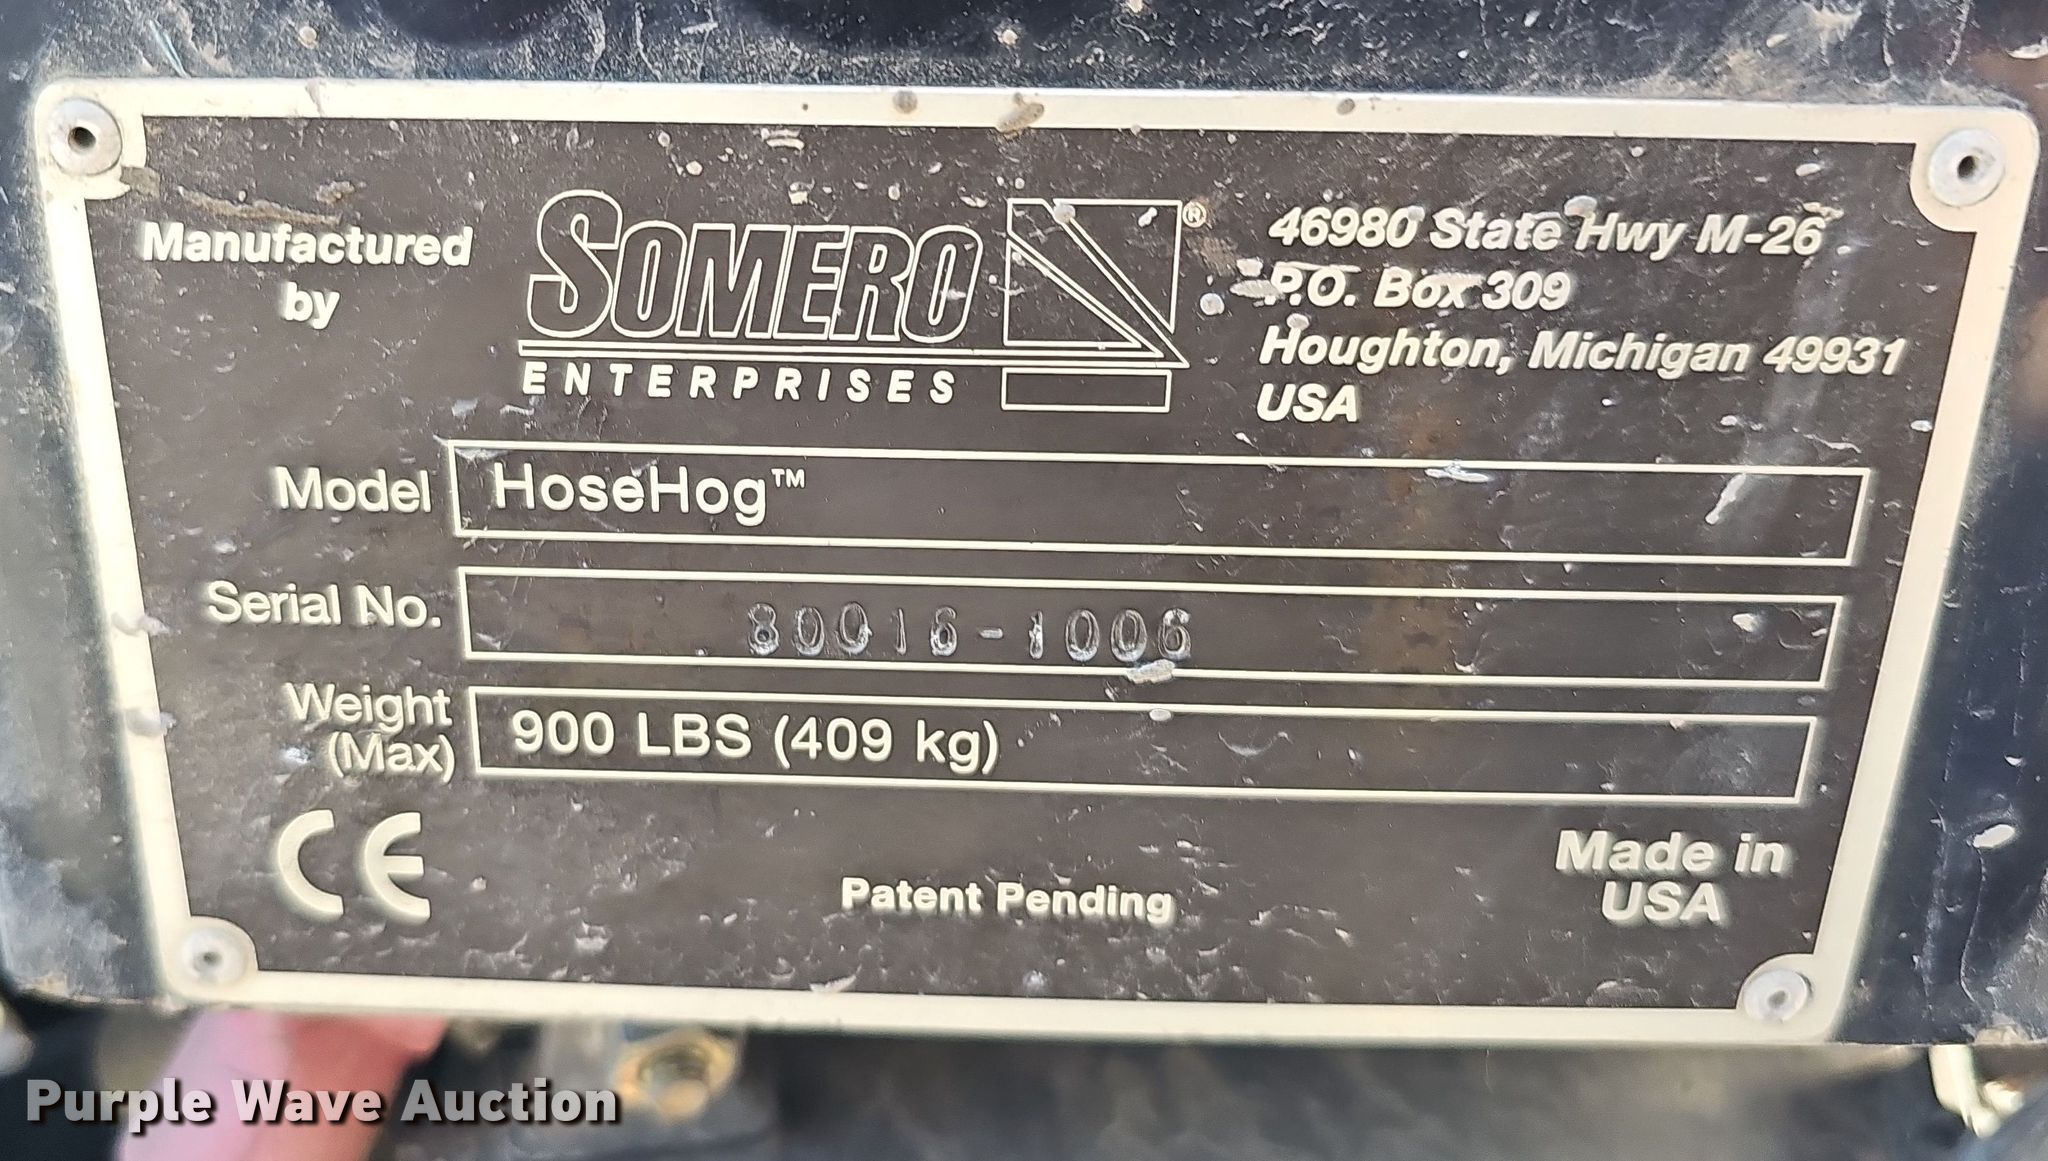 Manufactured
by
SOMERO ®
ENTERPRISES
46980 State Hwy M-26
P.O. Box 309
Houghton, Michigan 49931
USA
Model HoseHog™
Serial No. 80016-1006
Weight
(Max) 900 LBS (409 kg)
CE
Patent Pending
Made in
USA
Purple Wave Auction